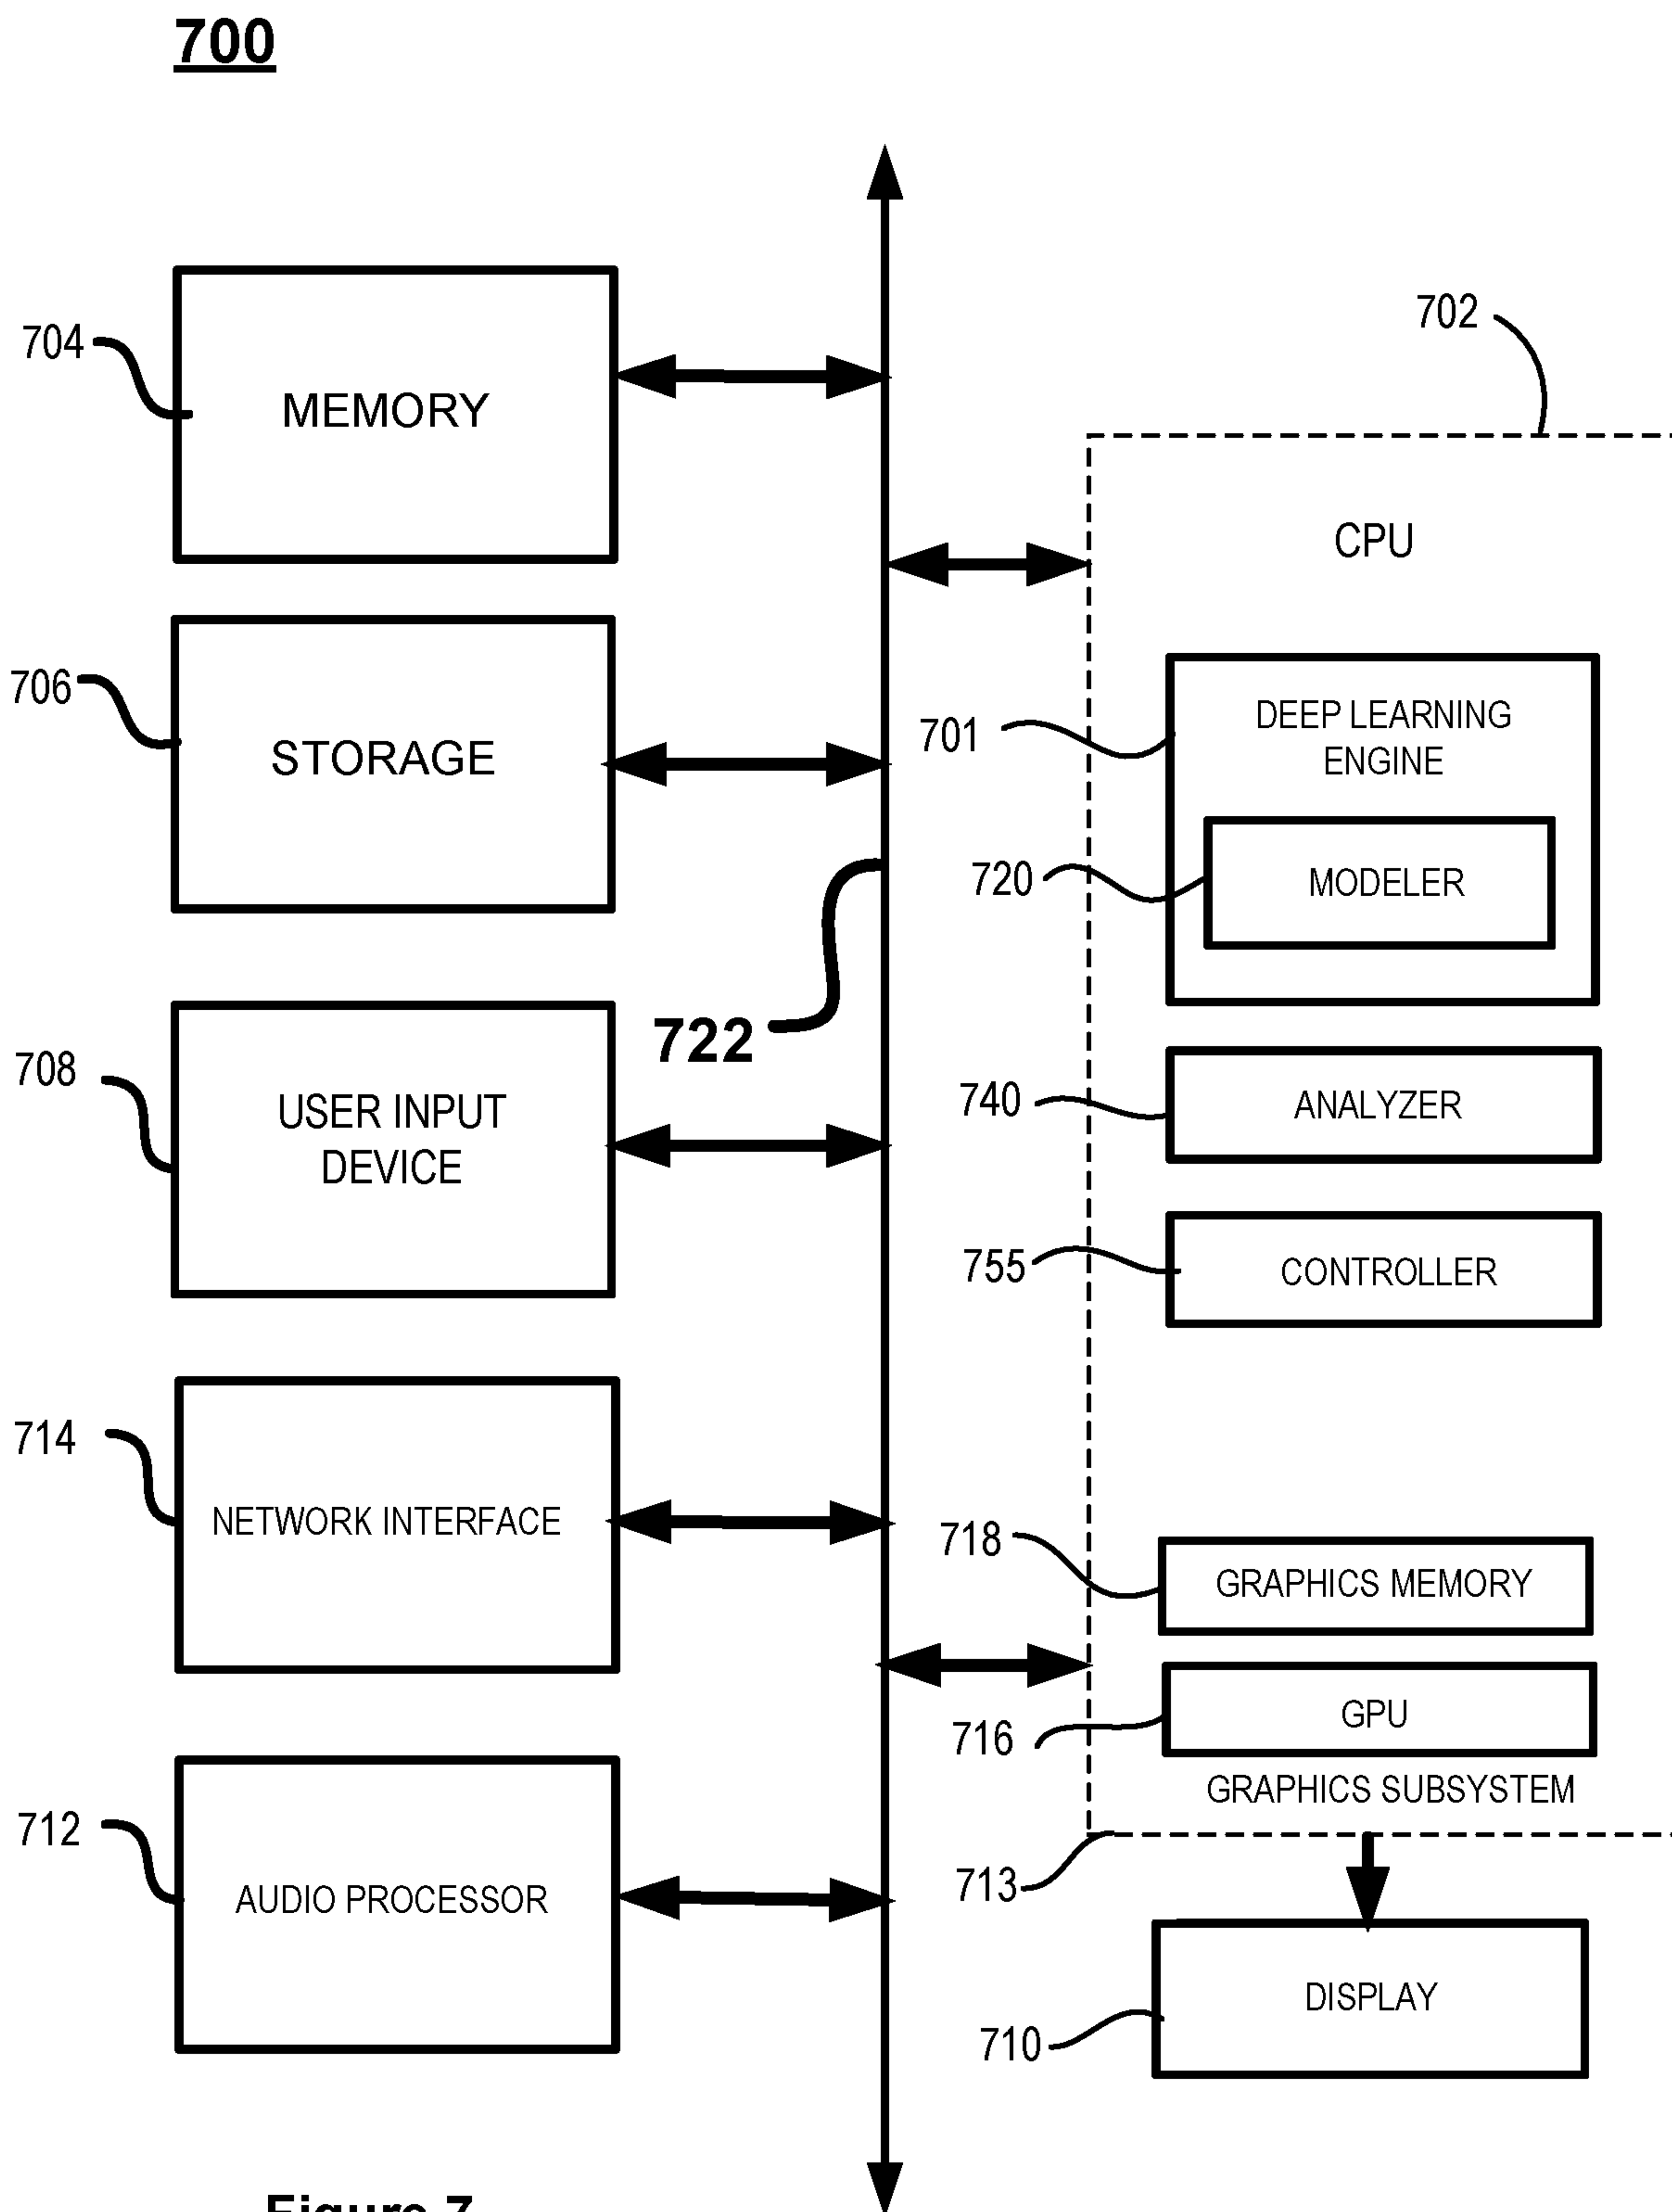 700
704
MEMORY
702
CPU
706
STORAGE
701
DEEP LEARNING
ENGINE
720
MODELER
722
708
USER INPUT
DEVICE
740
ANALYZER
755
CONTROLLER
714
NETWORK INTERFACE
718
GRAPHICS MEMORY
716
GPU
GRAPHICS SUBSYSTEM
712
AUDIO PROCESSOR
713
710
DISPLAY
Figure 7